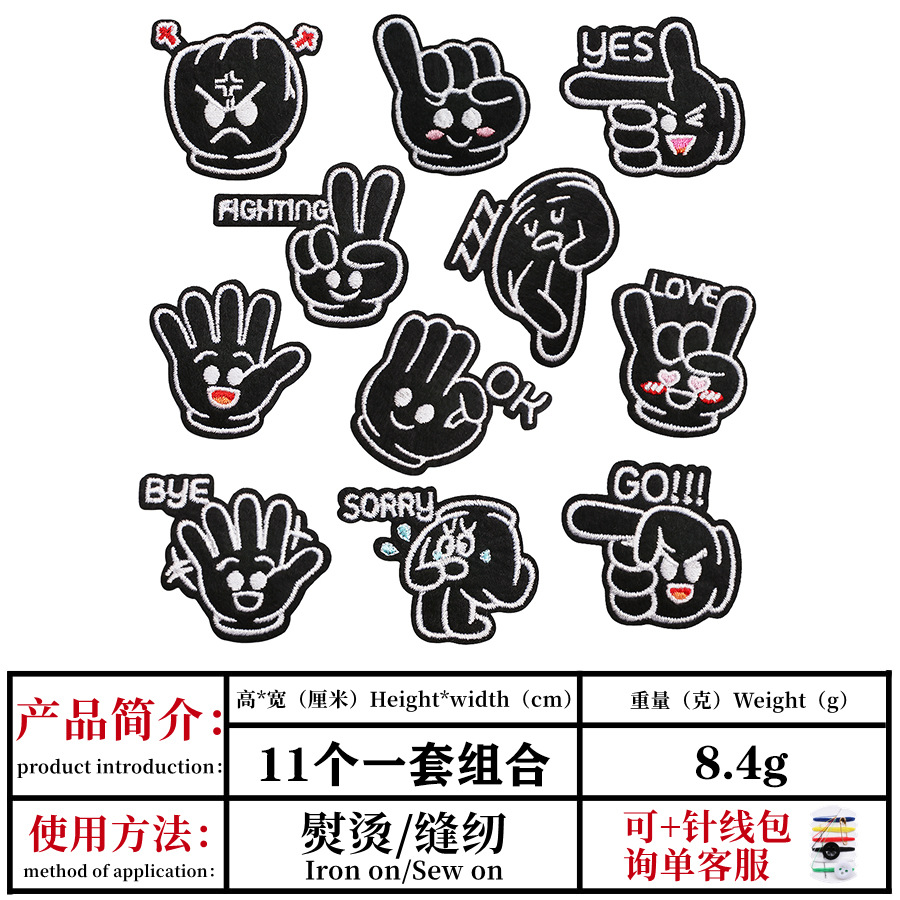 YES
FIGHTING
ZZZ
LOVE
OK
BYE
SORRY
GO!!!
产品简介：
product introduction：
高*宽（厘米）Height*width（cm）
重量（克）Weight（g）
11个一套组合
8.4g
使用方法：
method of application：
熨烫/缝纫
Iron on/Sew on
可+针线包
询单客服